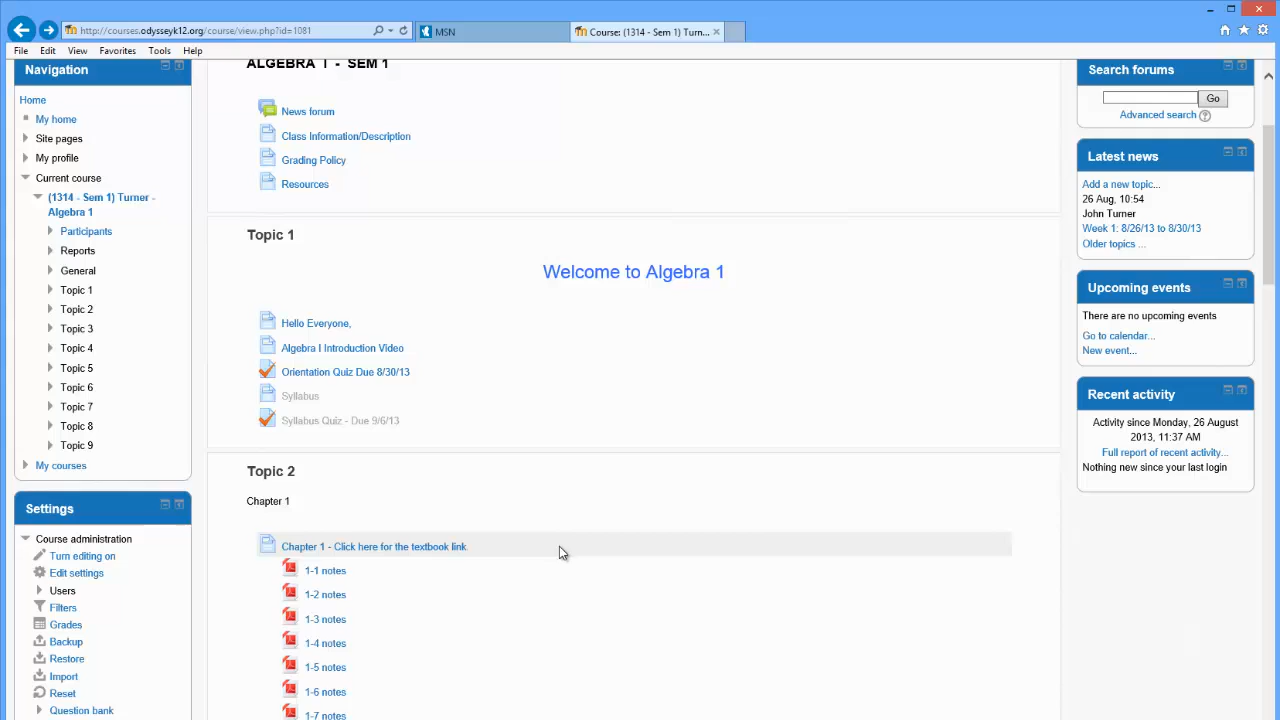 http://courses.odysseyk12.org/course/view.php?id=1081
MSN
Course: (1314 - Sem 1) Turn...
File Edit View Favorites Tools Help
Navigation
Home
My home
Site pages
My profile
Current course
(1314 - Sem 1) Turner -
Algebra 1
Participants
Reports
General
Topic 1
Topic 2
Topic 3
Topic 4
Topic 5
Topic 6
Topic 7
Topic 8
Topic 9
My courses
Settings
Course administration
Turn editing on
Edit settings
Users
Filters
Grades
Backup
Restore
Import
Reset
Question bank
ALGEBRA 1 - SEM 1
News forum
Class Information/Description
Grading Policy
Resources
Topic 1
Welcome to Algebra 1
Hello Everyone,
Algebra I Introduction Video
Orientation Quiz Due 8/30/13
Syllabus
Syllabus Quiz - Due 9/6/13
Topic 2
Chapter 1
Chapter 1 - Click here for the textbook link.
1-1 notes
1-2 notes
1-3 notes
1-4 notes
1-5 notes
1-6 notes
1-7 notes
Search forums
Go
Advanced search
Latest news
Add a new topic...
26 Aug, 10:54
John Turner
Week 1: 8/26/13 to 8/30/13
Older topics ...
Upcoming events
There are no upcoming events
Go to calendar...
New event...
Recent activity
Activity since Monday, 26 August
2013, 11:37 AM
Full report of recent activity...
Nothing new since your last login